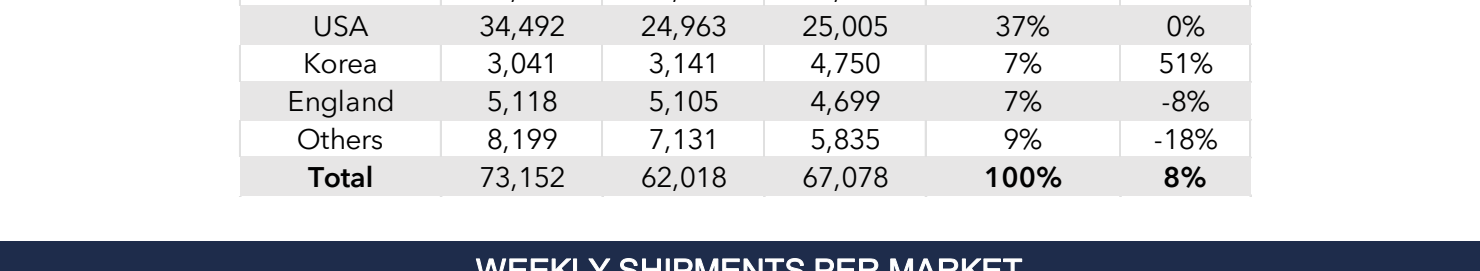 USA 34,492 24,963 25,005 37% 0%
Korea 3,041 3,141 4,750 7% 51%
England 5,118 5,105 4,699 7% -8%
Others 8,199 7,131 5,835 9% -18%
Total 73,152 62,018 67,078 100% 8%
WEEKLY SHIPMENTS PER MARKET